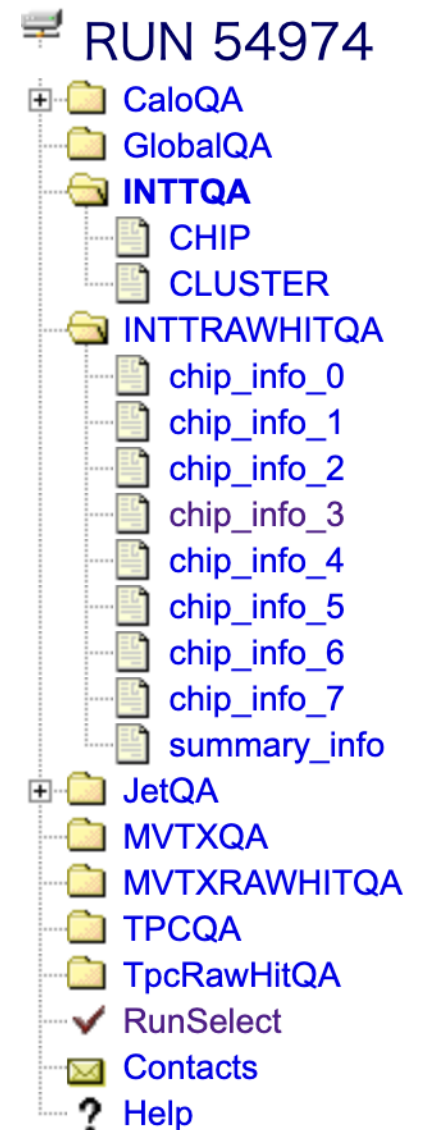 RUN 54974
CaloQA
GlobalQA
INTTQA
CHIP
CLUSTER
INTTRAWHITQA
chip_info_0
chip_info_1
chip_info_2
chip_info_3
chip_info_4
chip_info_5
chip_info_6
chip_info_7
summary_info
JetQA
MVTXQA
MVTXRAWHITQA
TPCQA
TpcRawHitQA
RunSelect
Contacts
Help